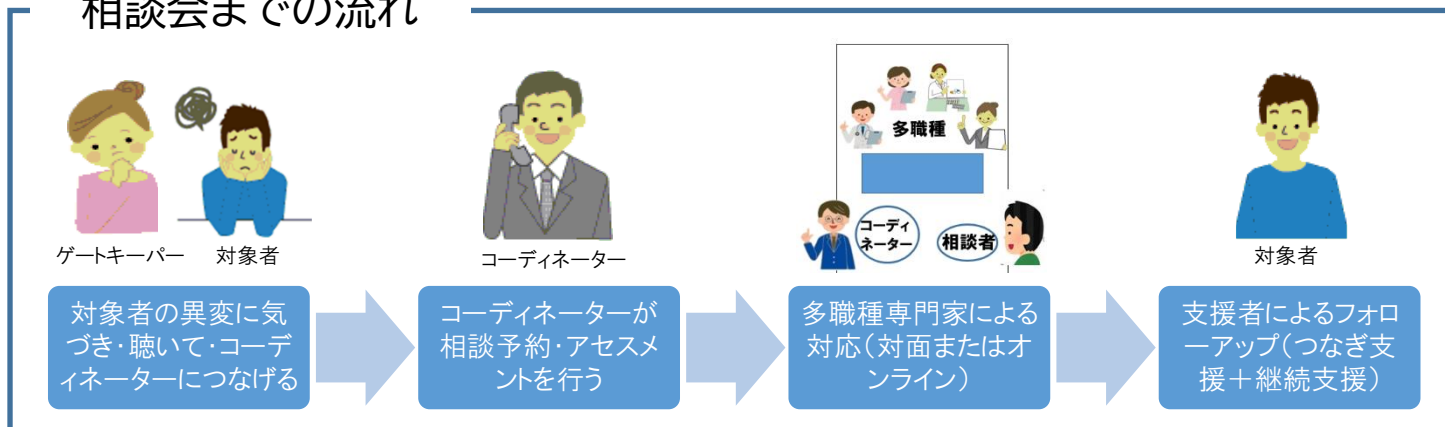 相談会までの流れ
多職種
コーディ
ネーター
相談者
ゲートキーパー
対象者
コーディネーター
対象者
対象者の異変に気
づき・聴いて・コーデ
ィネーターにつなげる
コーディネーターが
相談予約・アセスメ
ントを行う
多職種専門家による
対応（対面またはオ
ンライン）
支援者によるフォロ
ーアップ（つなぎ支
援＋継続支援）